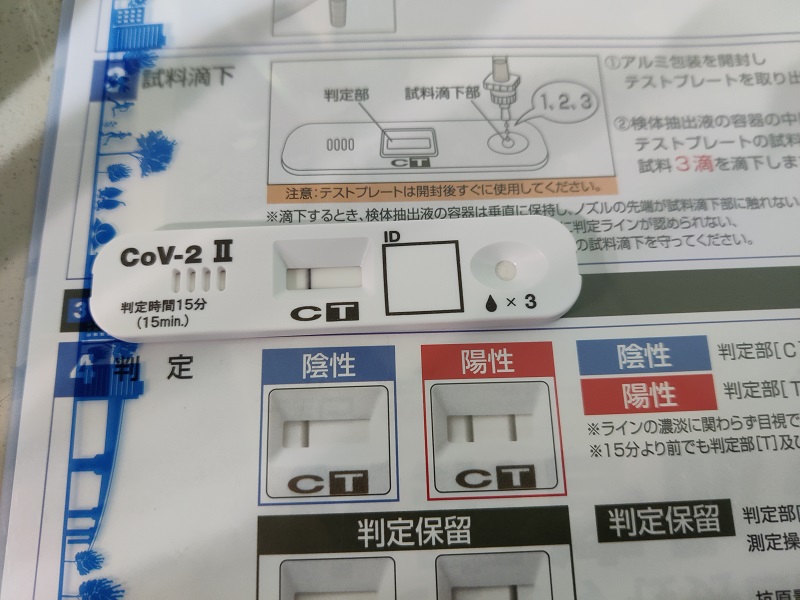 試料滴下
判定部
試料滴下部
1, 2, 3
C T
注意：テストプレートは開封後すぐに使用してください。
①アルミ包装を開封し
テストプレートを取り出
②検体抽出液の容器の中
テストプレートの試料
試料3滴を滴下しま
※滴下するとき、検体抽出液の容器は垂直に保持し、ノズルの先端が試料滴下部に触れない
に判定ラインが認められない、
の試料滴下を守ってください。
CoV-2 II
判定時間15分
(15min.)
C T
ID
× 3
3
4 判 定
陰性
C T
陽性
C T
陰性
判定部[C
陽性
判定部[T
※ラインの濃淡に関わらず目視で
※15分より前でも判定部[T]及び
判定保留
判定保留
判定部
測定操
抗原